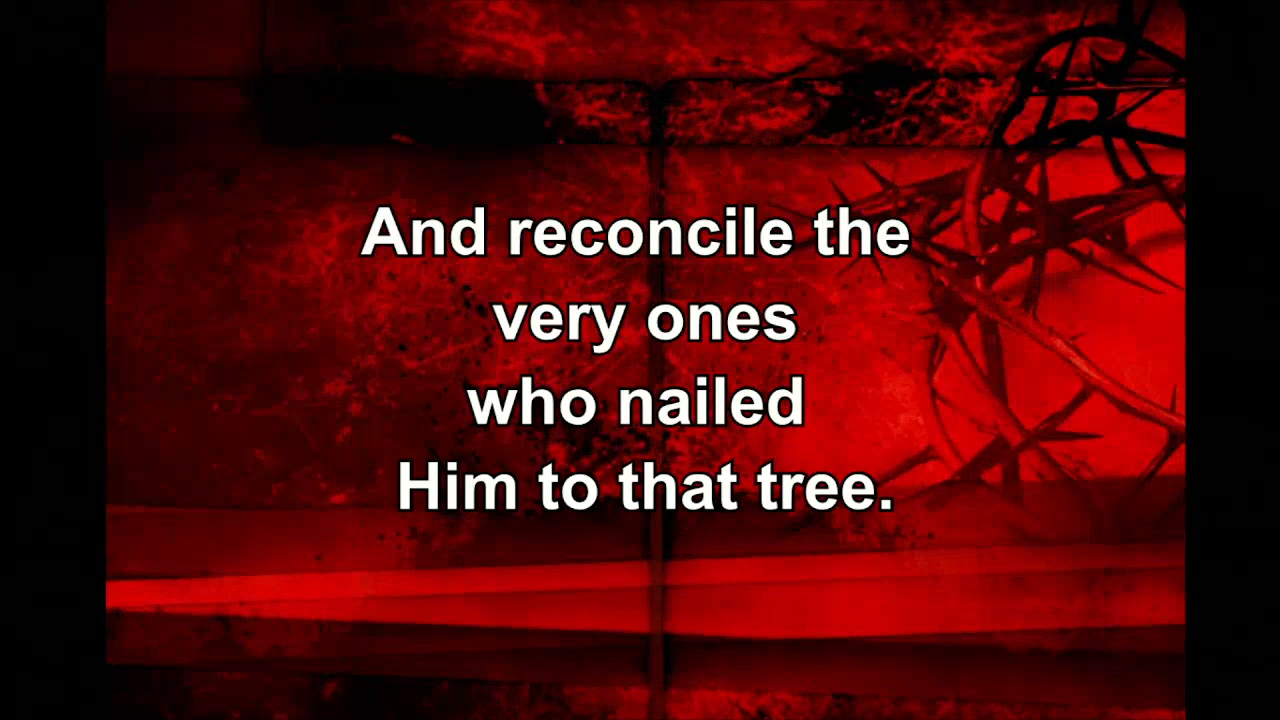 And reconcile the
very ones
who nailed
Him to that tree.